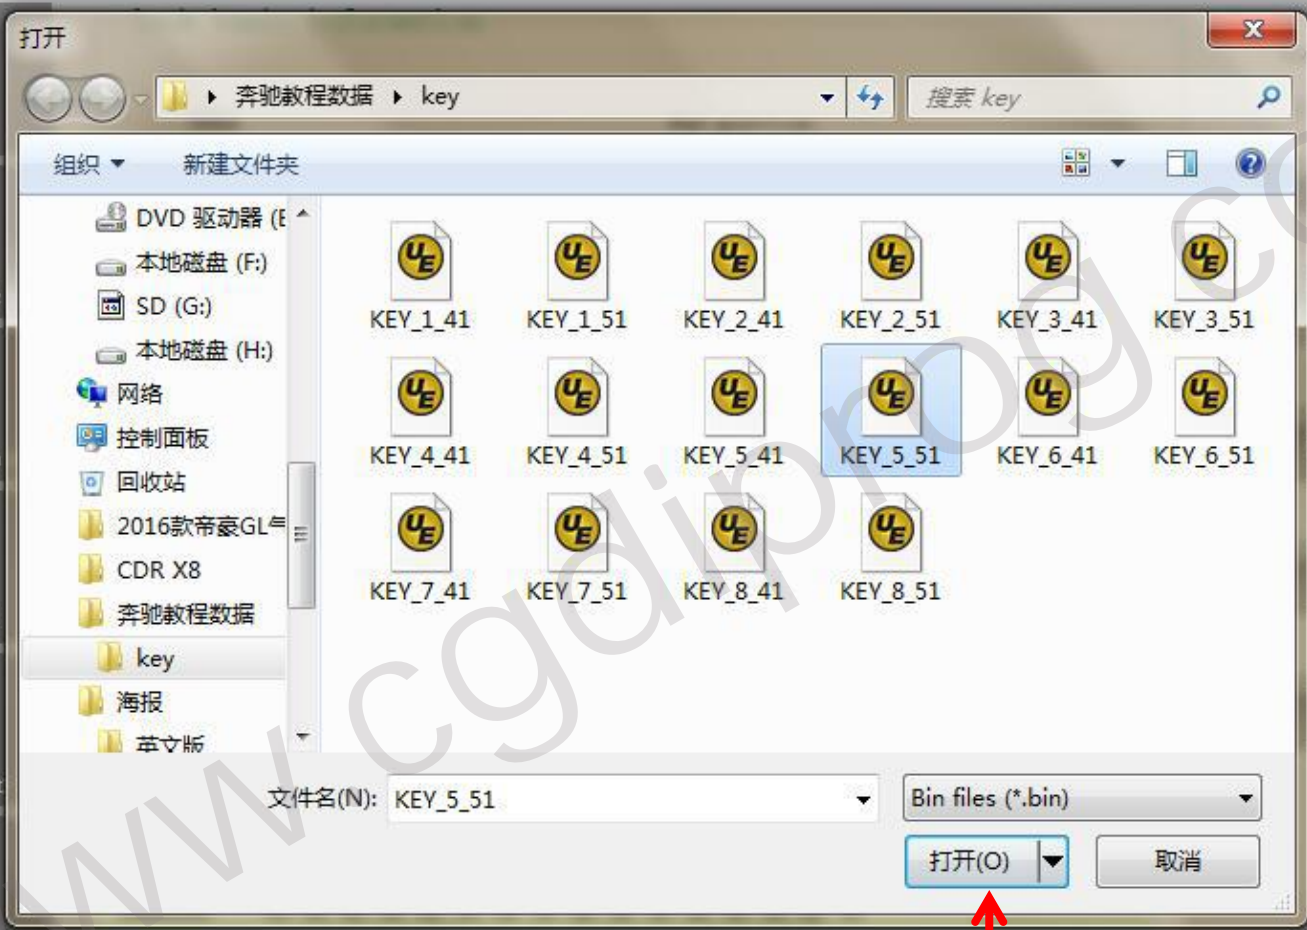 打开
奔驰教程数据 key
搜索 key
组织 新建文件夹
DVD 驱动器 (E
本地磁盘 (F:)
SD (G:)
本地磁盘 (H:)
网络
控制面板
回收站
2016款帝豪GL
CDR X8
奔驰教程数据
key
海报
英文版
KEY_1_41 KEY_1_51 KEY_2_41 KEY_2_51 KEY_3_41 KEY_3_51
KEY_4_41 KEY_4_51 KEY_5_41 KEY_5_51 KEY_6_41 KEY_6_51
KEY_7_41 KEY_7_51 KEY_8_41 KEY_8_51
文件名(N): KEY_5_51 Bin files (*.bin)
打开(O) 取消
www.cgdiprog.co